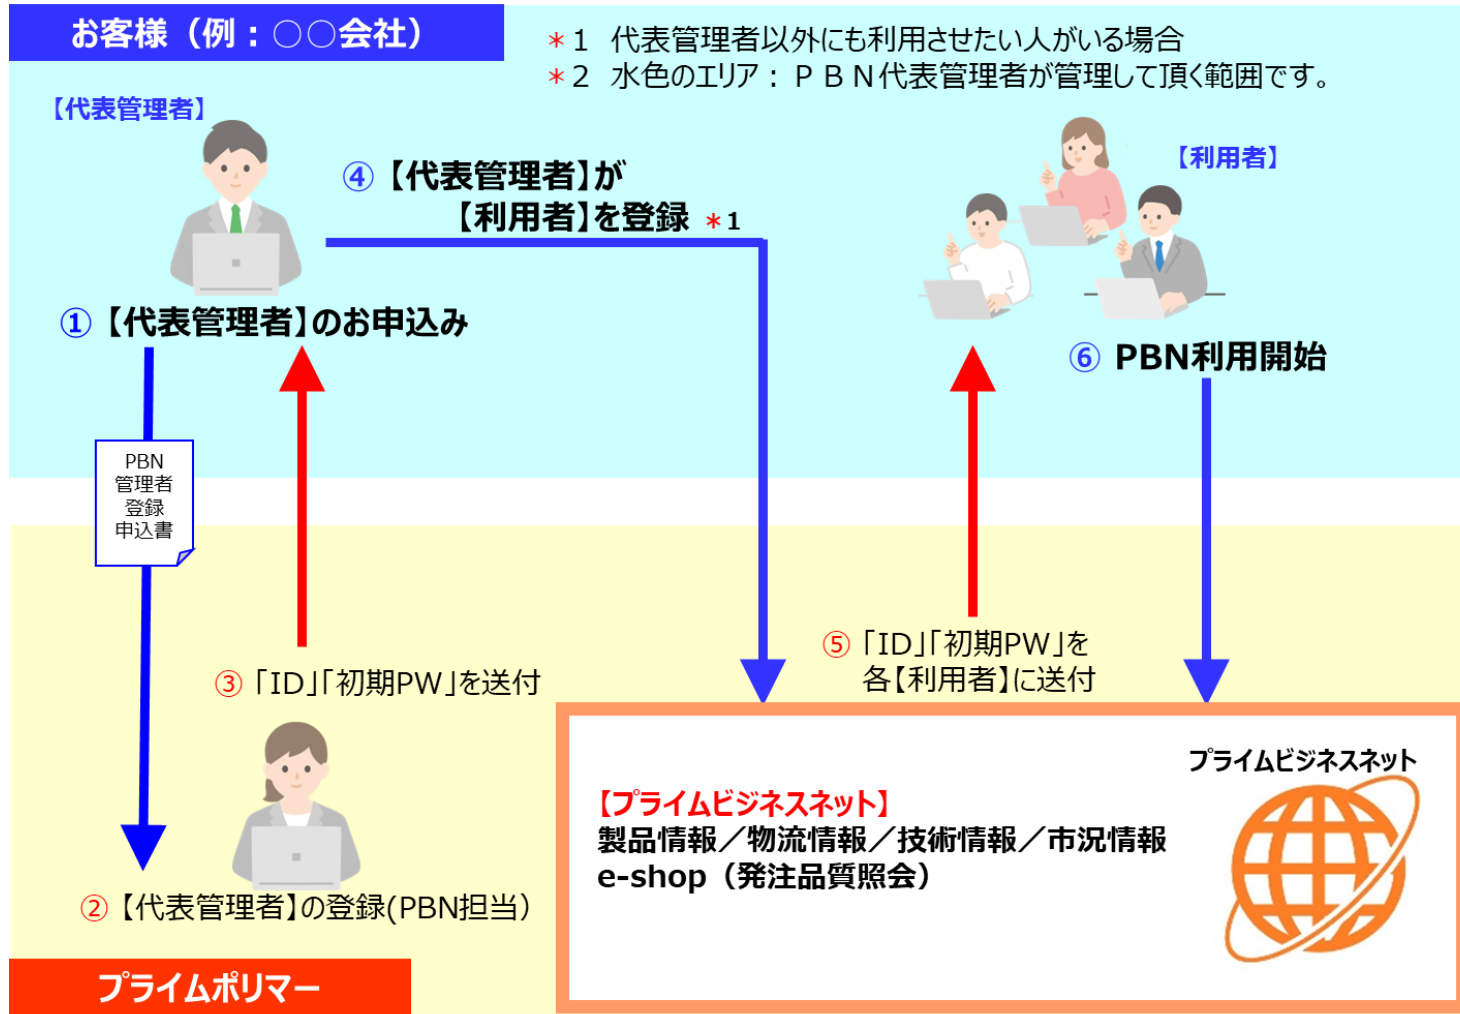 お客様（例：○○会社）
＊1 代表管理者以外にも利用させたい人がいる場合
＊2 水色のエリア：ＰＢＮ代表管理者が管理して頂く範囲です。
【代表管理者】
④【代表管理者】が
【利用者】を登録 ＊1
【利用者】
①【代表管理者】のお申込み
⑥ PBN利用開始
PBN
管理者
登録
申込書
③「ID」「初期PW」を送付
⑤「ID」「初期PW」を
各【利用者】に送付
②【代表管理者】の登録(PBN担当）
プライムポリマー
【プライムビジネスネット】
製品情報／物流情報／技術情報／市況情報
e-shop（発注品質照会）
プライムビジネスネット